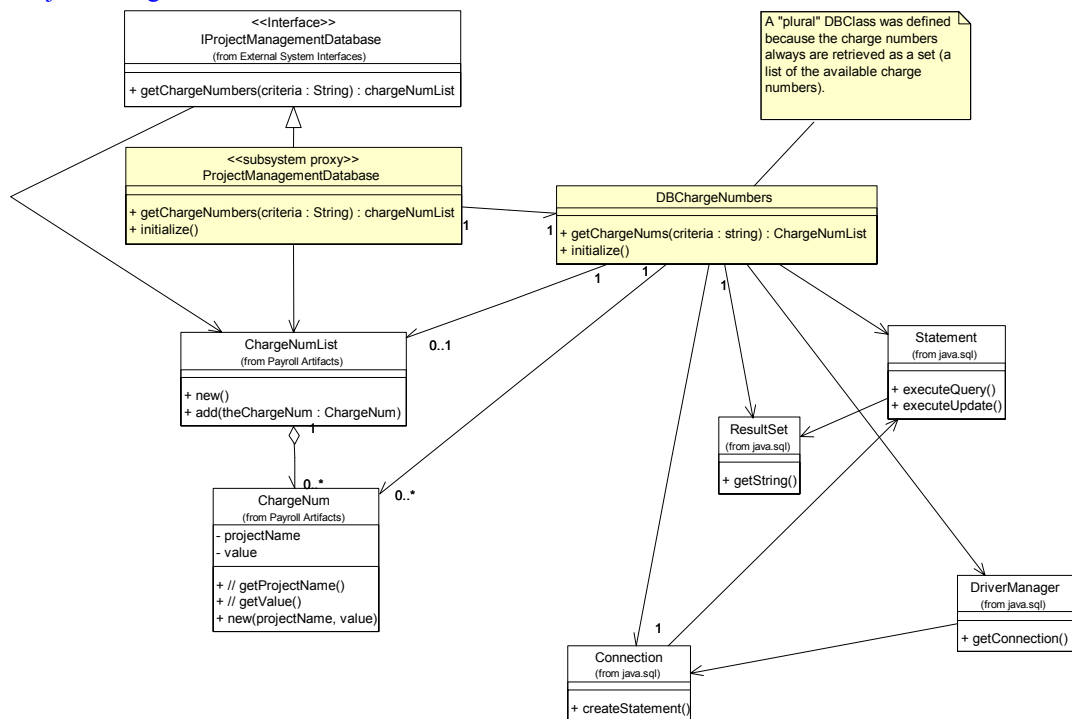 <<Interface>>
IProjectManagementDatabase
(from External System Interfaces)
+ getChargeNumbers(criteria : String) : chargeNumList
A "plural" DBClass was defined
because the charge numbers
always are retrieved as a set (a
list of the available charge
numbers).
<<subsystem proxy>>
ProjectManagementDatabase
+ getChargeNumbers(criteria : String) : chargeNumList
+ initialize()
1
1
DBChargeNumbers
+ getChargeNums(criteria : string) : ChargeNumList
+ initialize()
1
1
1
0..1
0..*
ChargeNumList
(from Payroll Artifacts)
+ new()
+ add(theChargeNum : ChargeNum)
1
0..*
ChargeNum
(from Payroll Artifacts)
- projectName
- value
+ // getProjectName()
+ // getValue()
+ new(projectName, value)
Statement
(from java.sql)
+ executeQuery()
+ executeUpdate()
ResultSet
(from java.sql)
+ getString()
DriverManager
(from java.sql)
+ getConnection()
1
Connection
(from java.sql)
+ createStatement()